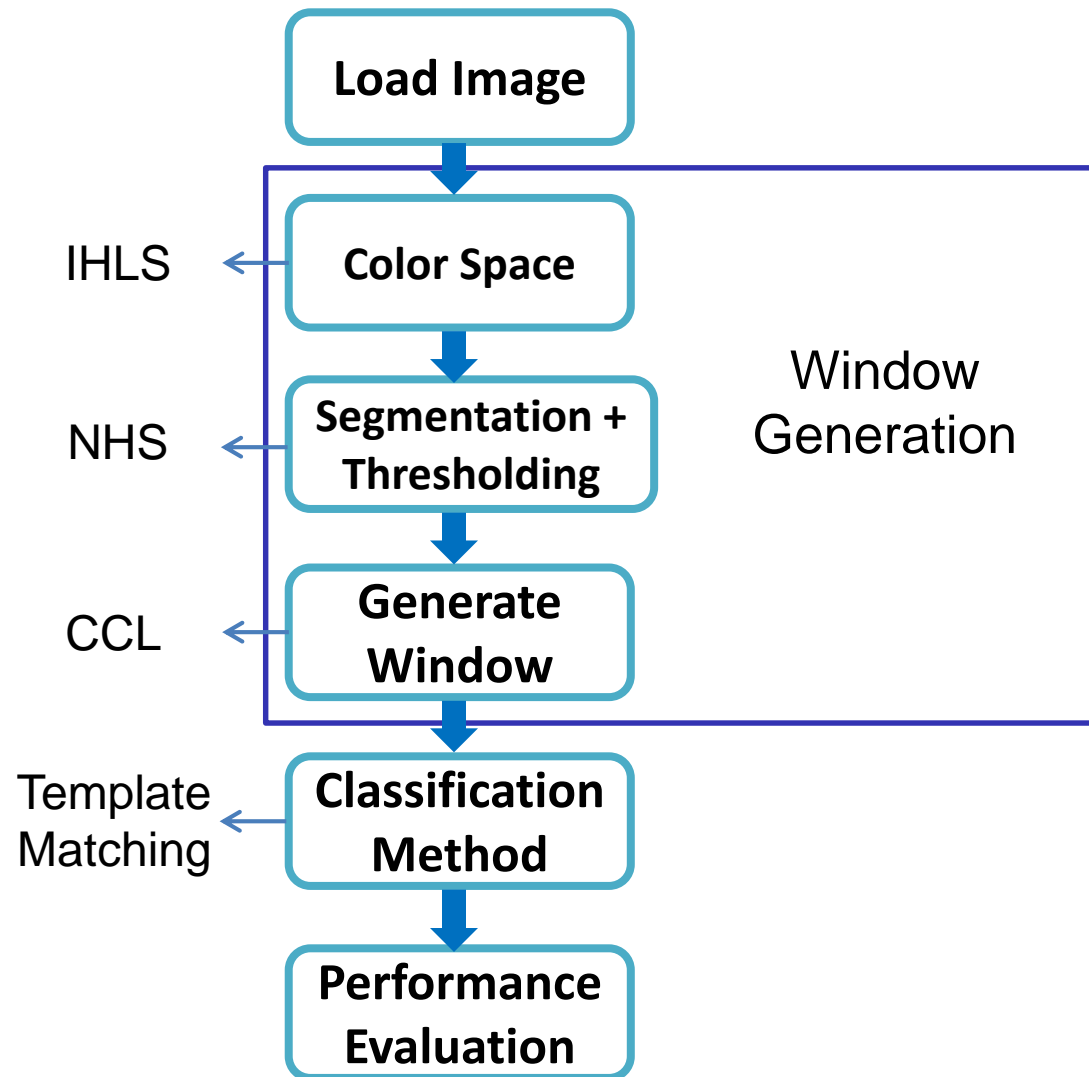 Load Image
IHLS
Color Space
Window
Generation
NHS
Segmentation +
Thresholding
CCL
Generate
Window
Template
Matching
Classification
Method
Performance
Evaluation